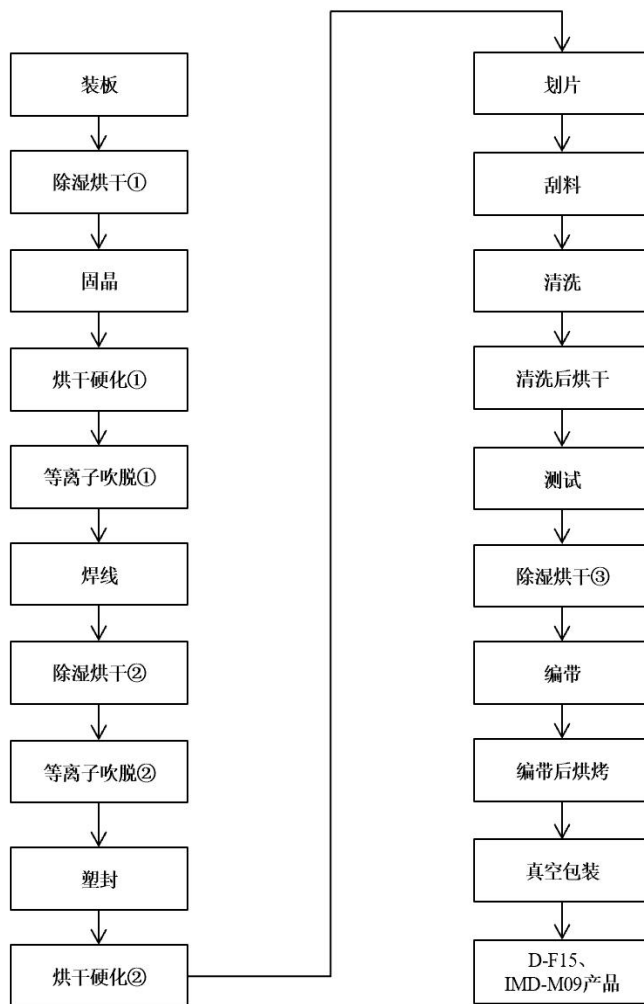 装板
除湿烘干①
固晶
烘干硬化①
等离子吹脱①
焊线
除湿烘干②
等离子吹脱②
塑封
烘干硬化②
划片
刮料
清洗
清洗后烘干
测试
除湿烘干③
编带
编带后烘烤
真空包装
D-F15、
IMD-M09产品